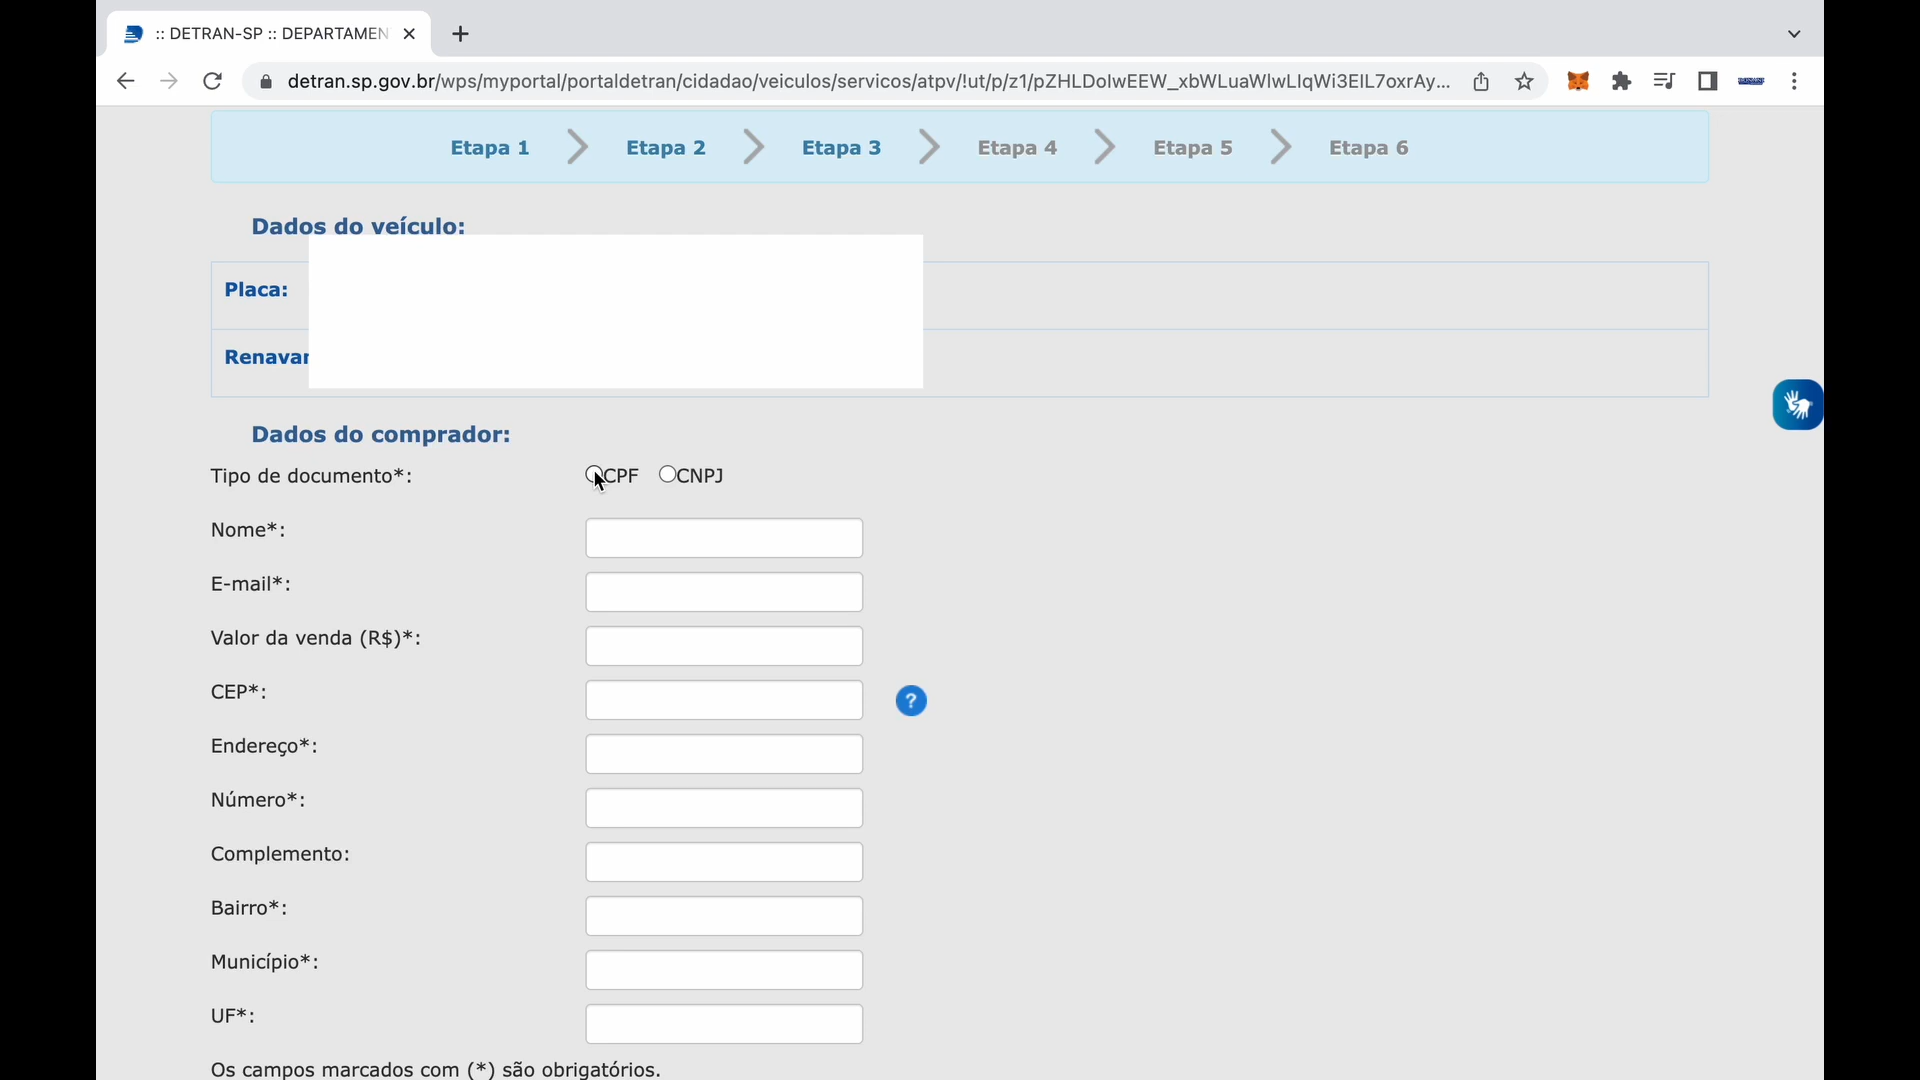 :: DETRAN-SP :: DEPARTAMEN
detran.sp.gov.br/wps/myportal/portaldetran/cidadao/veiculos/servicos/atpv/!ut/p/z1/pZHLDoIwEEW_xbWLuaWlwLIqWi3EIL7oxrAy...
Etapa 1
Etapa 2
Etapa 3
Etapa 4
Etapa 5
Etapa 6
Dados do veículo:
Placa:
Renavam
Dados do comprador:
Tipo de documento*: CPF CNPJ
Nome*:
E-mail*:
Valor da venda (R$)*:
CEP*: ?
Endereço*:
Número*:
Complemento:
Bairro*:
Município*:
UF*:
Os campos marcados com (*) são obrigatórios.